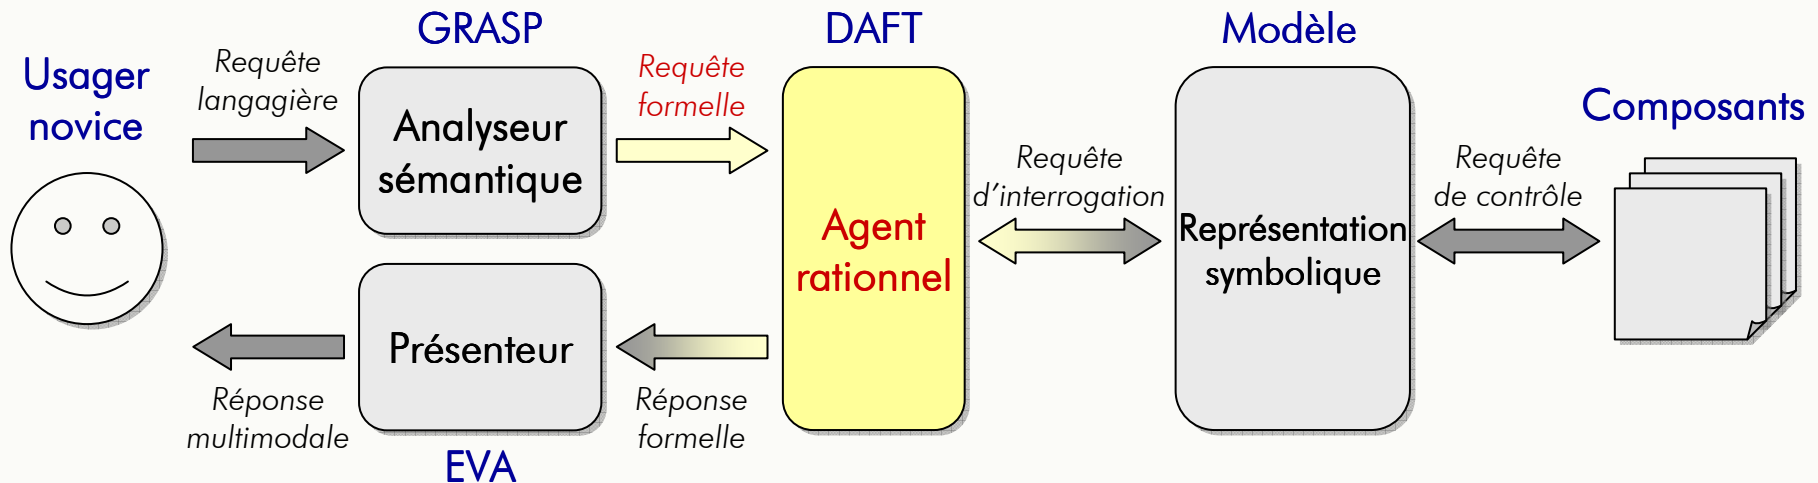 Usager
novice
Requête
langagière
GRASP
Analyseur
sémantique
Requête
formelle
DAFT
Agent
rationnel
Requête
d'interrogation
Modèle
Représentation
symbolique
Requête
de contrôle
Composants
Réponse
formelle
Présenteur
EVA
Réponse
multimodale